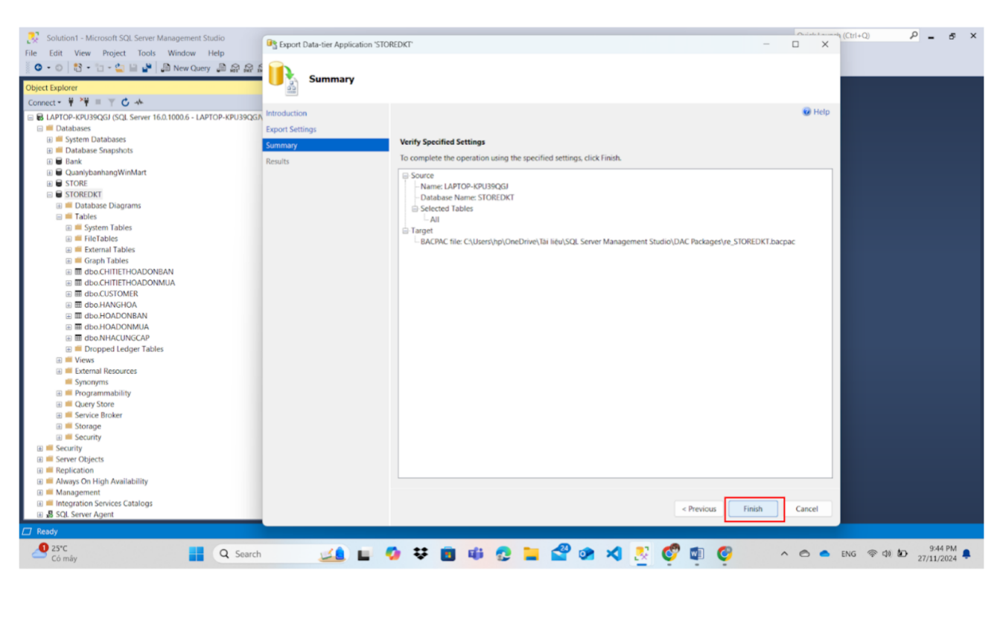 Solution1 - Microsoft SQL Server Management Studio
(Ctrl+Q)
File Edit View Project Tools Window Help
New Query
Object Explorer
Connect
LAPTOP-KPU39QGJ (SQL Server 16.0.1000.6 - LAPTOP-KPU39QGJ\
Databases
System Databases
Database Snapshots
Bank
QuanlybanhangWinMart
STORE
STOREDKT
Database Diagrams
Tables
System Tables
FileTables
External Tables
Graph Tables
dbo.CHITIETHOADONBAN
dbo.CHITIETHOADONMUA
dbo.CUSTOMER
dbo.HANGHOA
dbo.HOADONBAN
dbo.HOADONMUA
dbo.NHACUNGCAP
Dropped Ledger Tables
Views
External Resources
Synonyms
Programmability
Query Store
Service Broker
Storage
Security
Security
Server Objects
Replication
Always On High Availability
Management
Integration Services Catalogs
SQL Server Agent
Export Data-tier Application 'STOREDKT'
Summary
Introduction
Export Settings
Summary
Results
Help
Verify Specified Settings
To complete the operation using the specified settings, click Finish.
Source
Name: LAPTOP-KPU39QGJ
Database Name: STOREDKT
Selected Tables
All
Target
BACPAC file: C:\Users\hp\OneDrive\Tài liệu\SQL Server Management Studio\DAC Packages\re_STOREDKT.bacpac
< Previous Finish Cancel
Ready
1
25°C
Có mây
Search
24
ENG
9:44 PM
27/11/2024